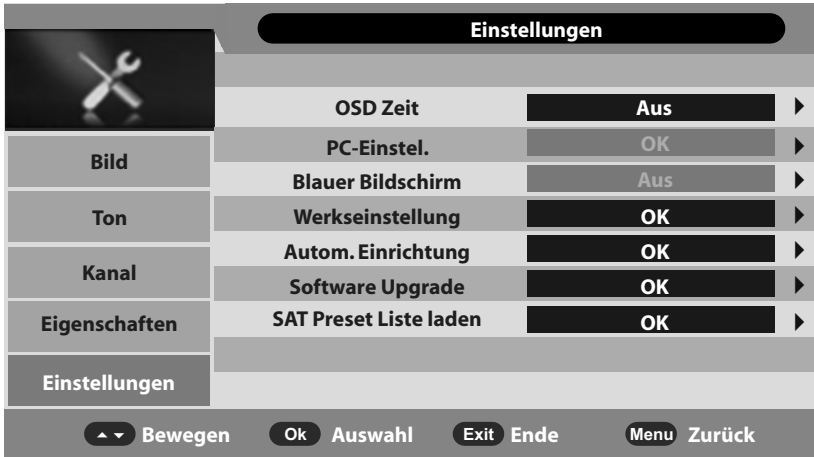 Einstellungen
OSD Zeit Aus
PC-Einstel. OK
Blauer Bildschirm Aus
Werkseinstellung OK
Autom. Einrichtung OK
Software Upgrade OK
SAT Preset Liste laden OK
Bild
Ton
Kanal
Eigenschaften
Einstellungen
Bewegen Ok Auswahl Exit Ende Menu Zurück